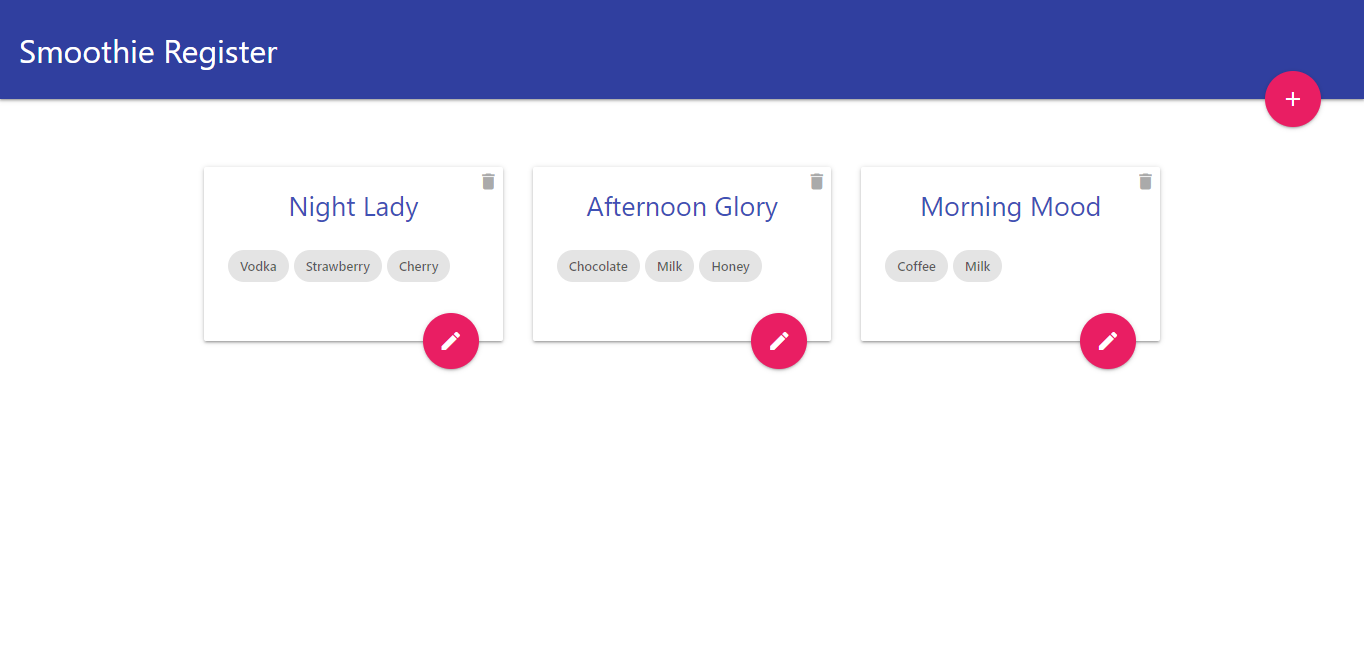 Smoothie Register
+
Night Lady
Vodka Strawberry Cherry
Afternoon Glory
Chocolate Milk Honey
Morning Mood
Coffee Milk